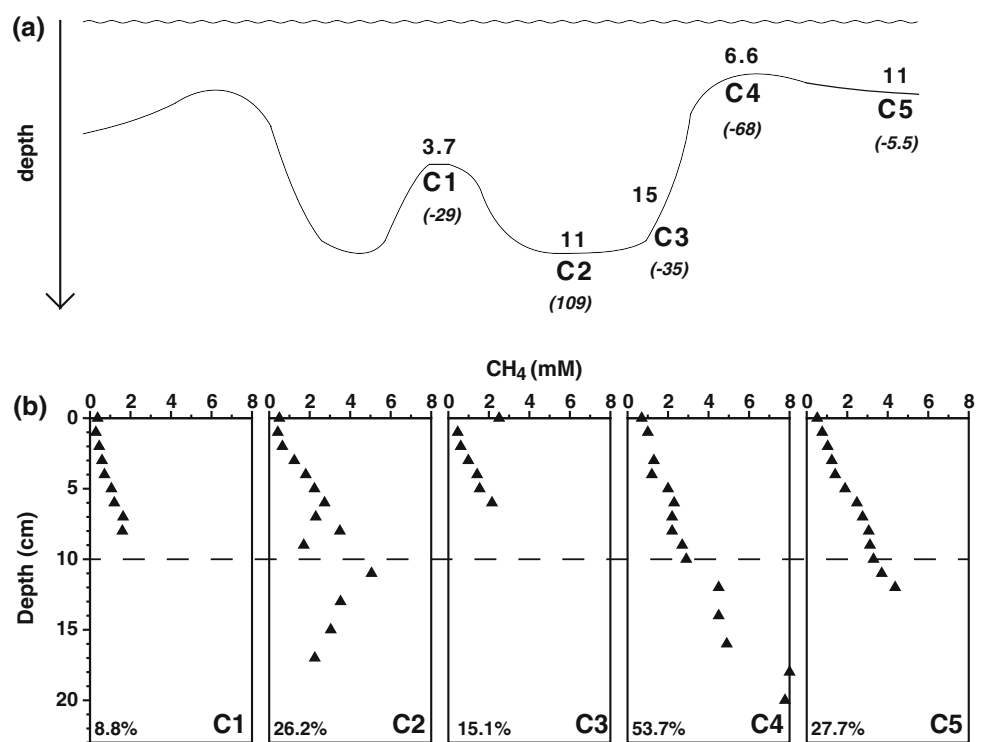 (a)
depth
6.6
C4
(-68)
11
C5
(-5.5)
3.7
C1
(-29)
15
11
C2
(109)
C3
(-35)
CH4 (mM)
(b)
0 2 4 6 8 0 2 4 6 8 0 2 4 6 8 0 2 4 6 8 0 2 4 6 8
Depth (cm)
0
5
10
15
20
8.8% C1
26.2% C2
15.1% C3
53.7% C4
27.7% C5